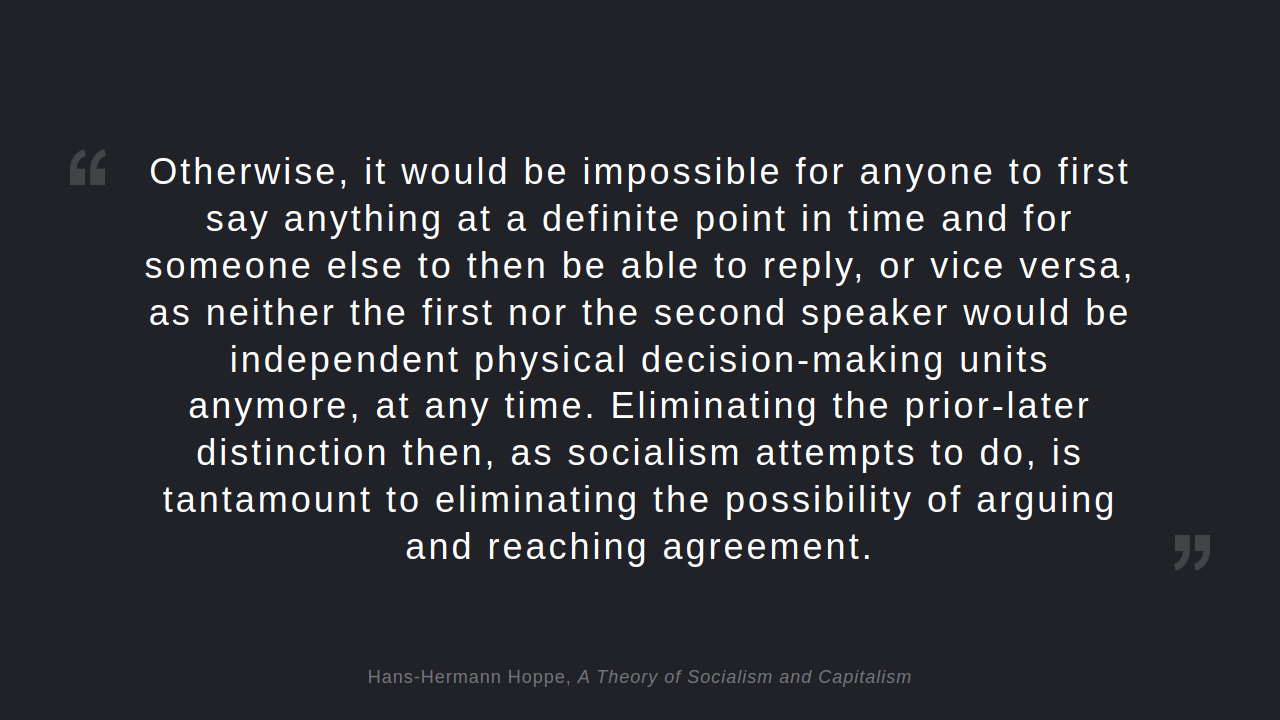 “ Otherwise, it would be impossible for anyone to first
say anything at a definite point in time and for
someone else to then be able to reply, or vice versa,
as neither the first nor the second speaker would be
independent physical decision-making units
anymore, at any time. Eliminating the prior-later
distinction then, as socialism attempts to do, is
tantamount to eliminating the possibility of arguing
and reaching agreement. ”
Hans-Hermann Hoppe, A Theory of Socialism and Capitalism